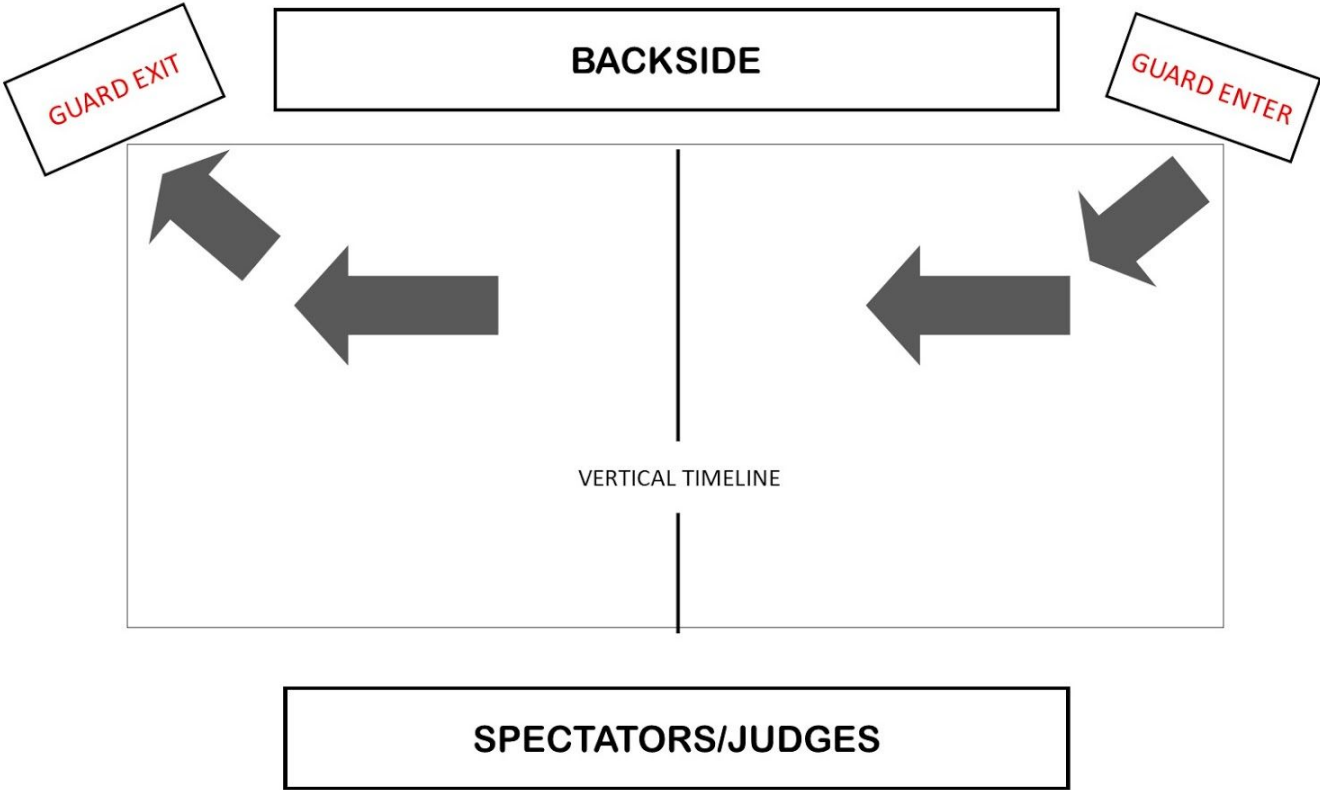 GUARD EXIT
BACKSIDE
GUARD ENTER
VERTICAL TIMELINE
SPECTATORS/JUDGES